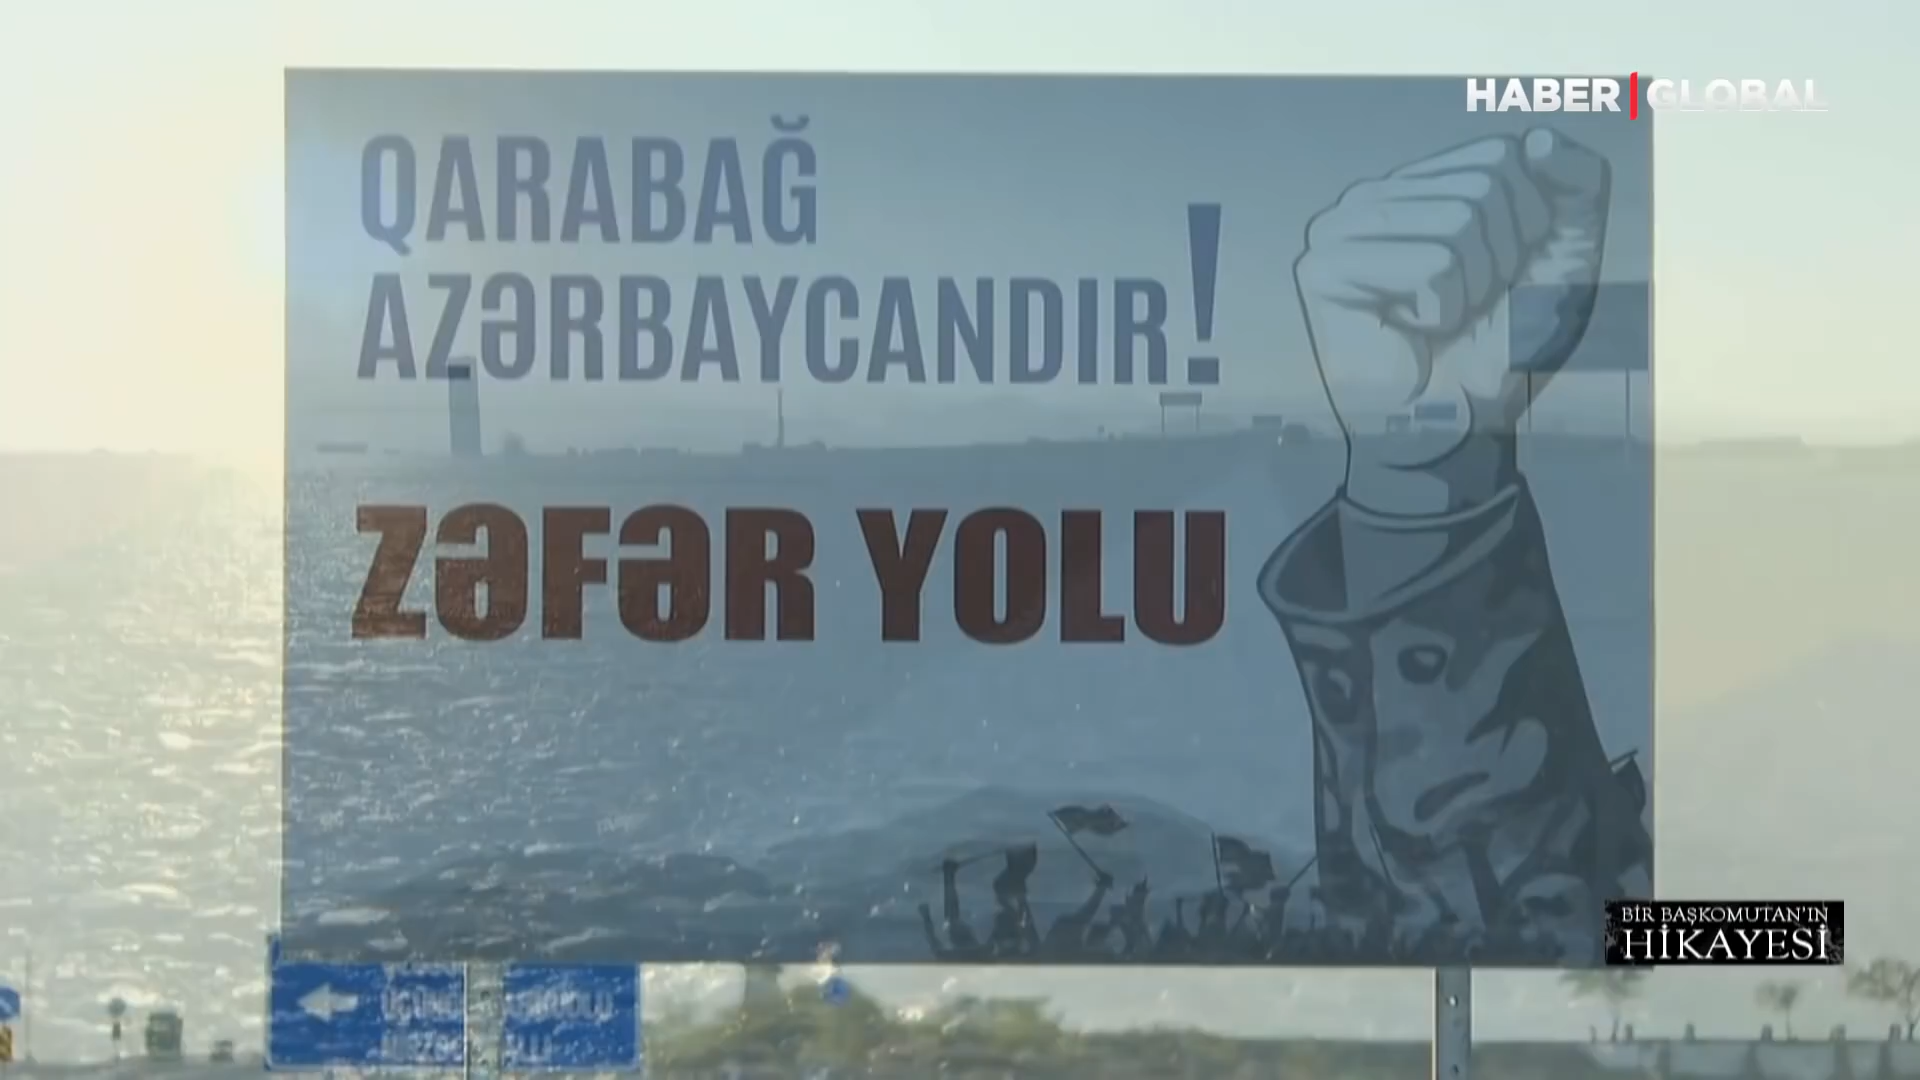 HABER GLOBAL
QARABAĞ
AZƏRBAYCANDIR!
ZƏFƏR YOLU
BİR BAŞKOMUTAN'IN
HİKAYESİ